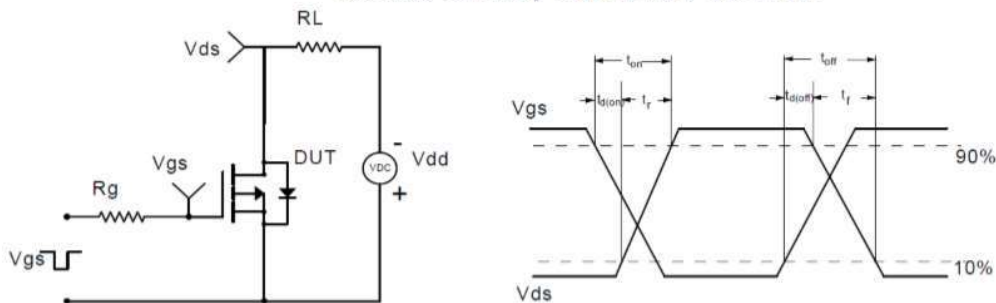 RL
Vds
Vgs
DUT
VDC
-
+
Vdd
Rg
Vgs
ton
toff
td(on)
tr
td(off)
tf
Vgs
90%
10%
Vds